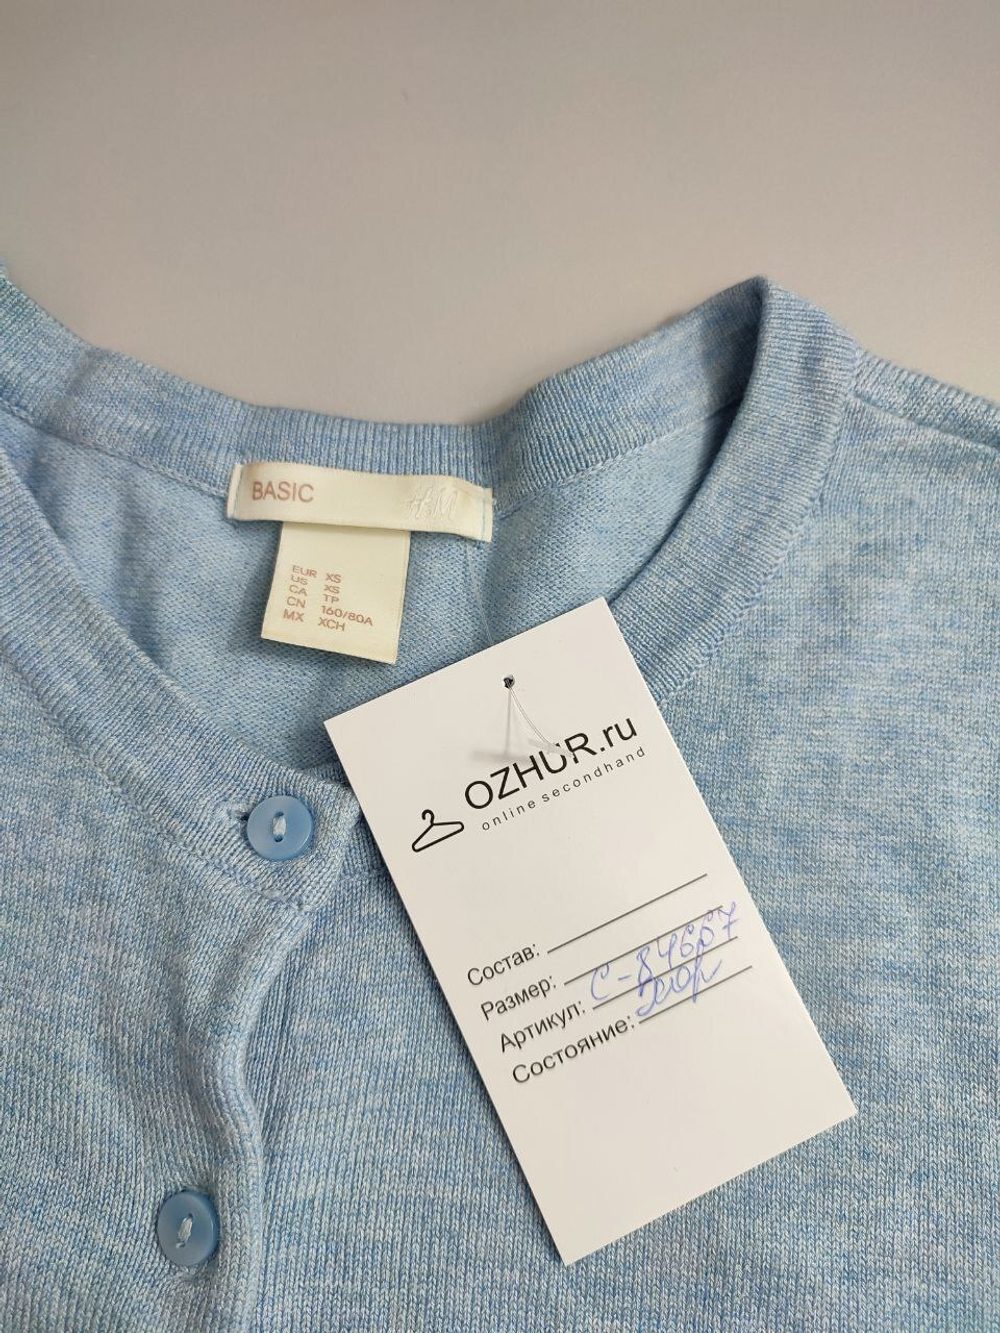 BASIC H&M
EUR XS
US XS
CA TP
CN 160/80A
MX XCH
OZHUR.ru
online secondhand
Состав:
Размер:
Артикул: С-84667
Состояние: